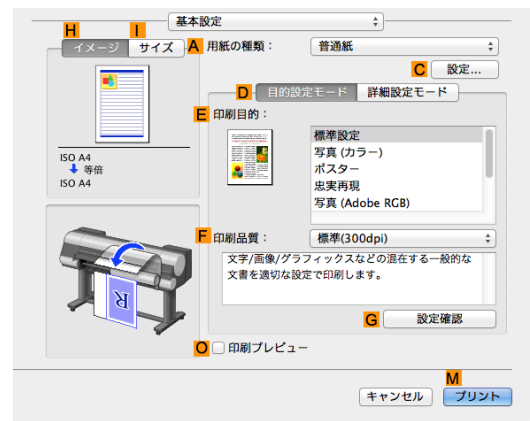 基本設定
H I
イメージ サイズ
A 用紙の種類： 普通紙
C 設定...
D 目的設定モード 詳細設定モード
E 印刷目的：
標準設定
写真 (カラー)
ポスター
忠実再現
写真 (Adobe RGB)
ISO A4
等倍
ISO A4
F 印刷品質： 標準(300dpi)
文字/画像/グラフィックスなどの混在する一般的な
文書を適切な設定で印刷します。
R
G 設定確認
O 印刷プレビュー
M
キャンセル プリント